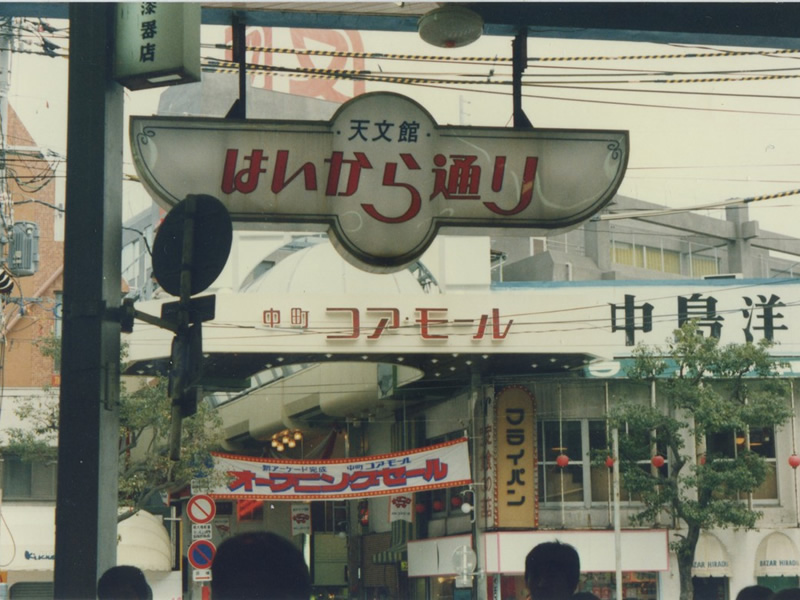 漆器店
天文館
はいから通り
中町 コア・モール
中島洋
新アーケード完成 中町コア・モール
オープニングセール
フライパン
BAZAR HIBARI